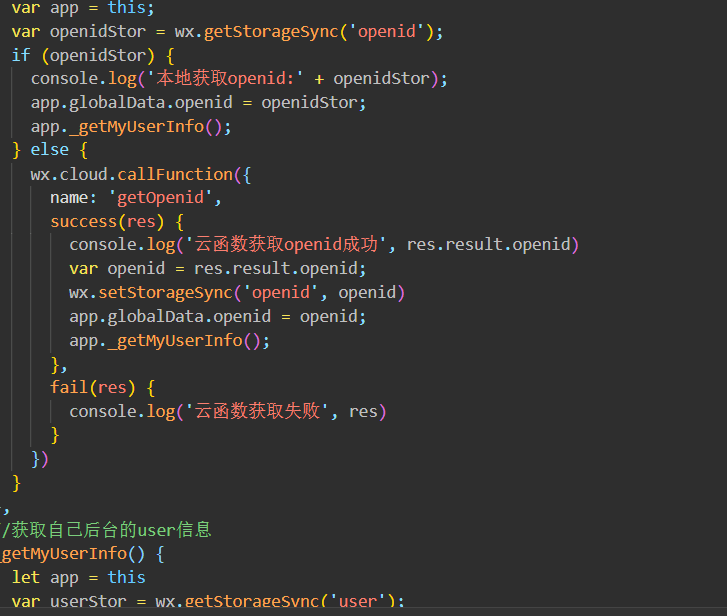 var app = this;
var openidStor = wx.getStorageSync('openid');
if (openidStor) {
console.log('本地获取openid:' + openidStor);
app.globalData.openid = openidStor;
app._getMyUserInfo();
} else {
wx.cloud.callFunction({
name: 'getOpenid',
success(res) {
console.log('云函数获取openid成功', res.result.openid)
var openid = res.result.openid;
wx.setStorageSync('openid', openid)
app.globalData.openid = openid;
app._getMyUserInfo();
},
fail(res) {
console.log('云函数获取失败', res)
}
})
}
,
/获取自己后台的user信息
_getMyUserInfo() {
let app = this
var userStor = wx.getStorageSync('user');